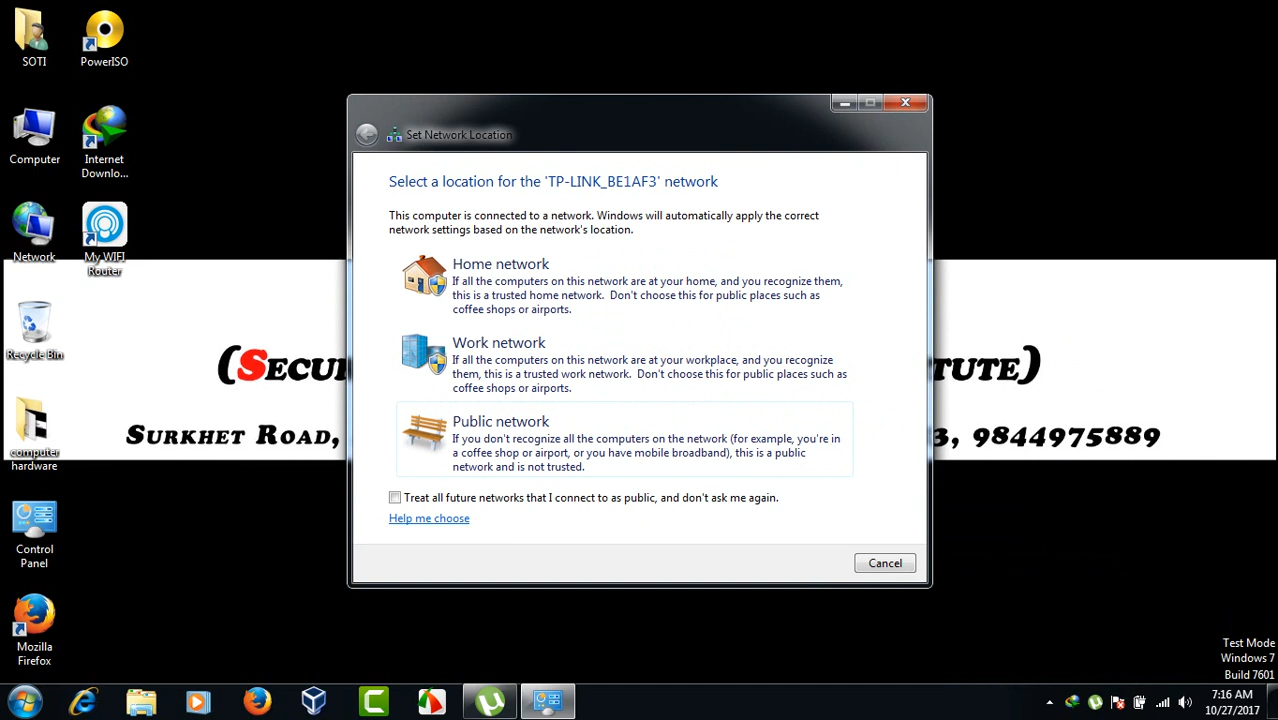 SOTI
PowerISO
Computer
Internet
Downlo...
Network
My WIFI
Router
Recycle Bin
computer
hardware
Control
Panel
Mozilla
Firefox
Set Network Location
Select a location for the 'TP-LINK_BE1AF3' network
This computer is connected to a network. Windows will automatically apply the correct
network settings based on the network's location.
Home network
If all the computers on this network are at your home, and you recognize them,
this is a trusted home network.  Don't choose this for public places such as
coffee shops or airports.
Work network
If all the computers on this network are at your workplace, and you recognize
them, this is a trusted work network.  Don't choose this for public places such as
coffee shops or airports.
Public network
If you don't recognize all the computers on the network (for example, you're in
a coffee shop or airport, or you have mobile broadband), this is a public
network and is not trusted.
Treat all future networks that I connect to as public, and don't ask me again.
Help me choose
Cancel
SURKHET ROAD,
3, 9844975889
Test Mode
Windows 7
Build 7601
7:16 AM
10/27/2017